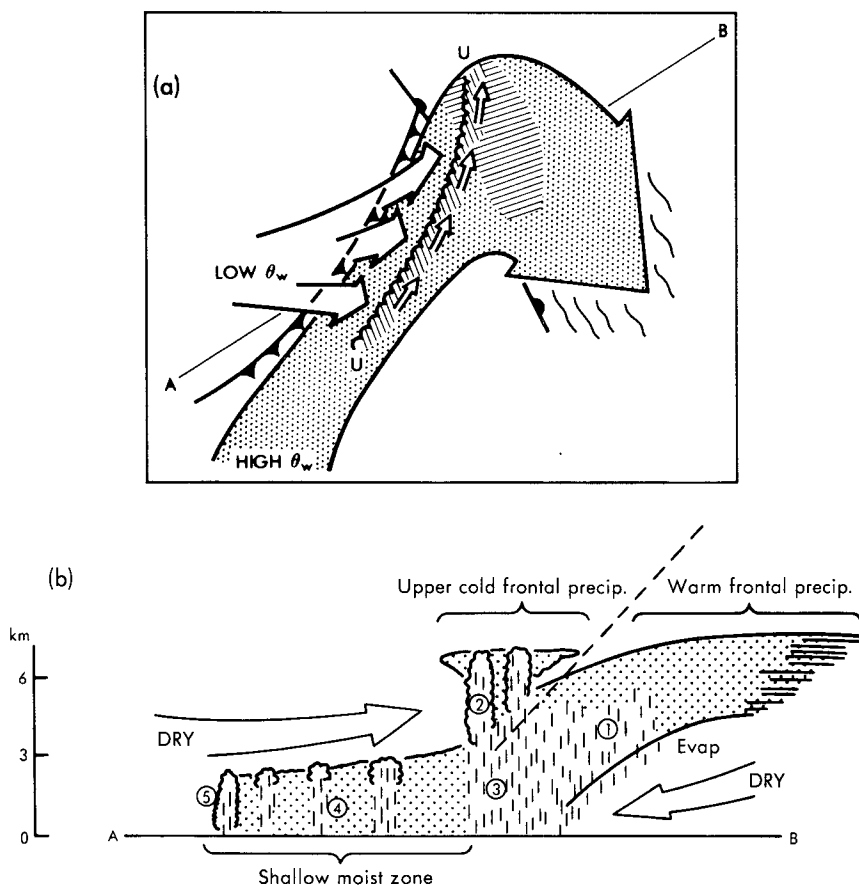 (a)
U
B
LOW θw
A
U
HIGH θw
(b)
Upper cold frontal precip.
Warm frontal precip.
km
6
3
0
DRY
2
1
3
4
5
Evap
DRY
A
B
Shallow moist zone